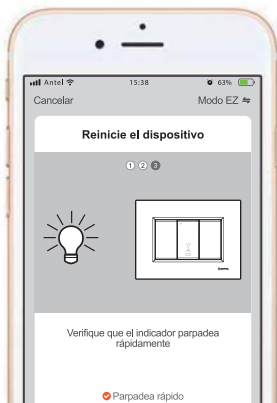 Antel 15:38 63%
Cancelar Modo EZ
Reinicie el dispositivo
1 2 3
Verifique que el indicador parpadea
rápidamente
Parpadea rápido